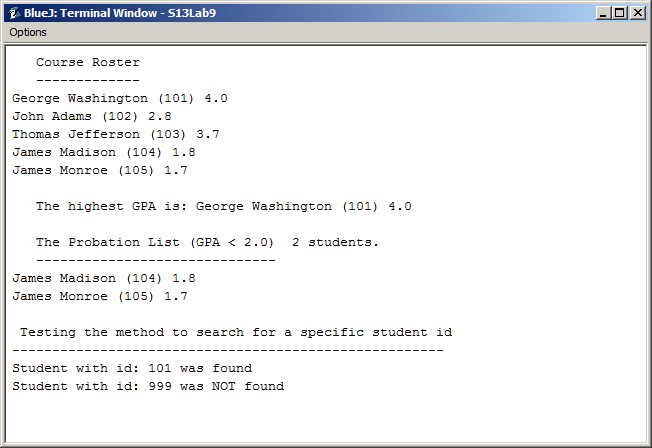 BlueJ: Terminal Window - S13Lab9
Options
Course Roster
-------------
George Washington (101) 4.0
John Adams (102) 2.8
Thomas Jefferson (103) 3.7
James Madison (104) 1.8
James Monroe (105) 1.7
The highest GPA is: George Washington (101) 4.0
The Probation List (GPA < 2.0)  2 students.
------------------------------
James Madison (104) 1.8
James Monroe (105) 1.7
Testing the method to search for a specific student id
------------------------------------------------------
Student with id: 101 was found
Student with id: 999 was NOT found